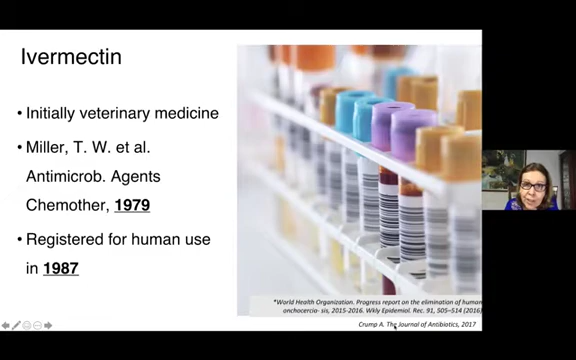 Ivermectin
• Initially veterinary medicine
• Miller, T. W. et al.
Antimicrob. Agents
Chemother, 1979
• Registered for human use
in 1987
*World Health Organization. Progress report on the elimination of human
onchocercia- sis, 2015-2016. Wkly Epidemiol. Rec. 91, 505–514 (2016)
Crump A. The Journal of Antibiotics, 2017